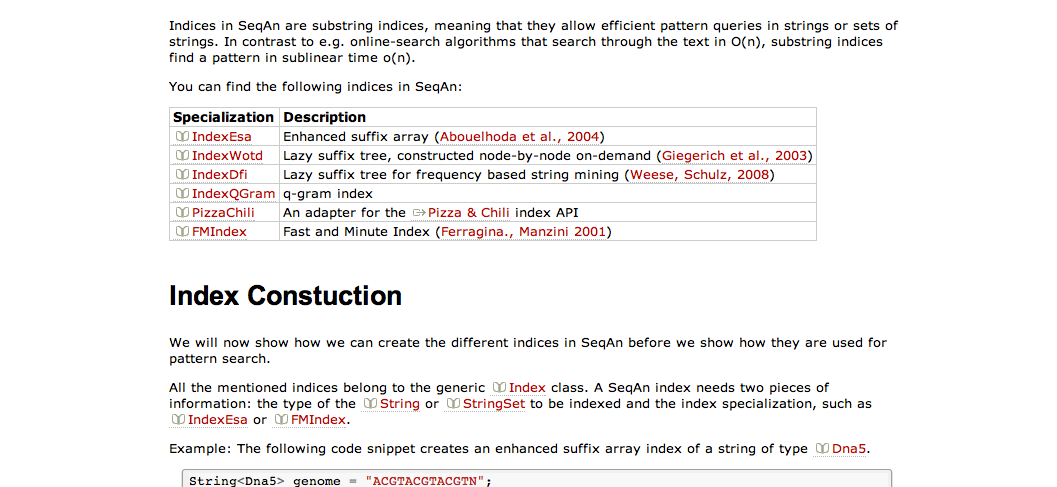 Indices in SeqAn are substring indices, meaning that they allow efficient pattern queries in strings or sets of
strings. In contrast to e.g. online-search algorithms that search through the text in O(n), substring indices
find a pattern in sublinear time o(n).
You can find the following indices in SeqAn:
Specialization Description
IndexEsa Enhanced suffix array (Abouelhoda et al., 2004)
IndexWotd Lazy suffix tree, constructed node-by-node on-demand (Giegerich et al., 2003)
IndexDfi Lazy suffix tree for frequency based string mining (Weese, Schulz, 2008)
IndexQGram q-gram index
PizzaChili An adapter for the Pizza & Chili index API
FMIndex Fast and Minute Index (Ferragina., Manzini 2001)
Index Constuction
We will now show how we can create the different indices in SeqAn before we show how they are used for
pattern search.
All the mentioned indices belong to the generic Index class. A SeqAn index needs two pieces of
information: the type of the String or StringSet to be indexed and the index specialization, such as
IndexEsa or FMIndex.
Example: The following code snippet creates an enhanced suffix array index of a string of type Dna5.
String<Dna5> genome = "ACGTACGTACGTN";